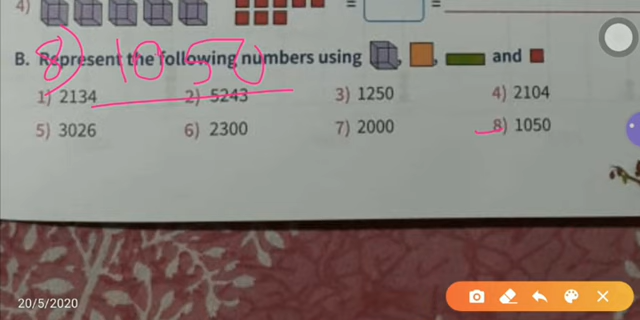 4) = =
B. Represent the following numbers using , , and
8) 1050
1) 2134 2) 5243 3) 1250 4) 2104
5) 3026 6) 2300 7) 2000 8) 1050
20/5/2020